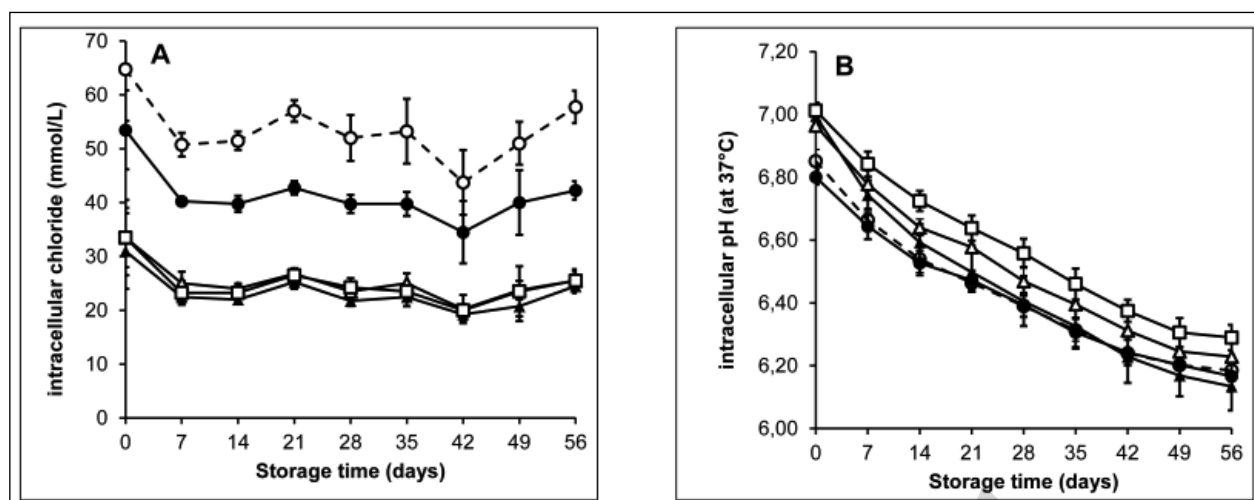 A
intracellular chloride (mmol/L)
70
60
50
40
30
20
10
0
0 7 14 21 28 35 42 49 56
Storage time (days)
B
intracellular pH (at 37°C)
7,20
7,00
6,80
6,60
6,40
6,20
6,00
0 7 14 21 28 35 42 49 56
Storage time (days)